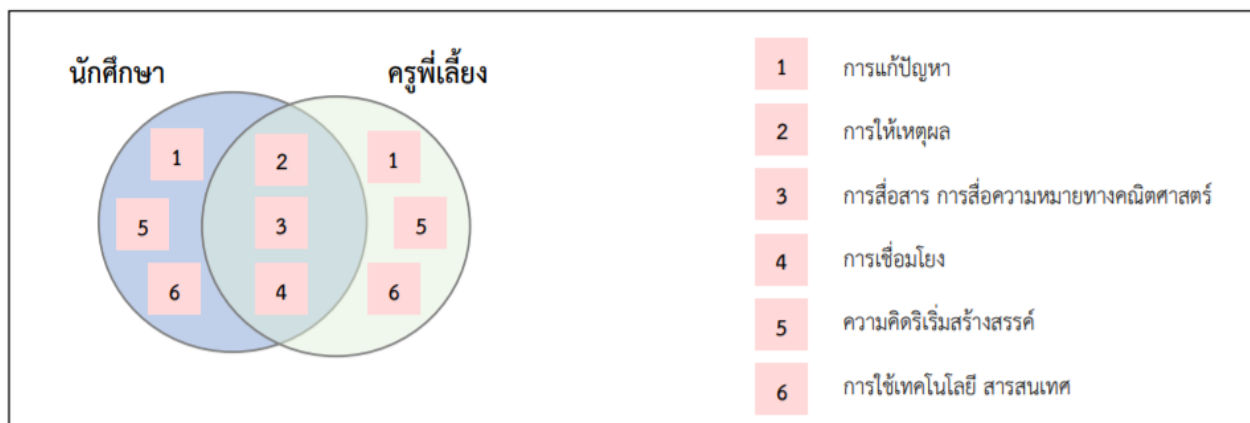 นักศึกษา ครูพี่เลี้ยง
1 2 1
5 3 5
6 4 6
1 การแก้ปัญหา
2 การให้เหตุผล
3 การสื่อสาร การสื่อความหมายทางคณิตศาสตร์
4 การเชื่อมโยง
5 ความคิดริเริ่มสร้างสรรค์
6 การใช้เทคโนโลยี สารสนเทศ